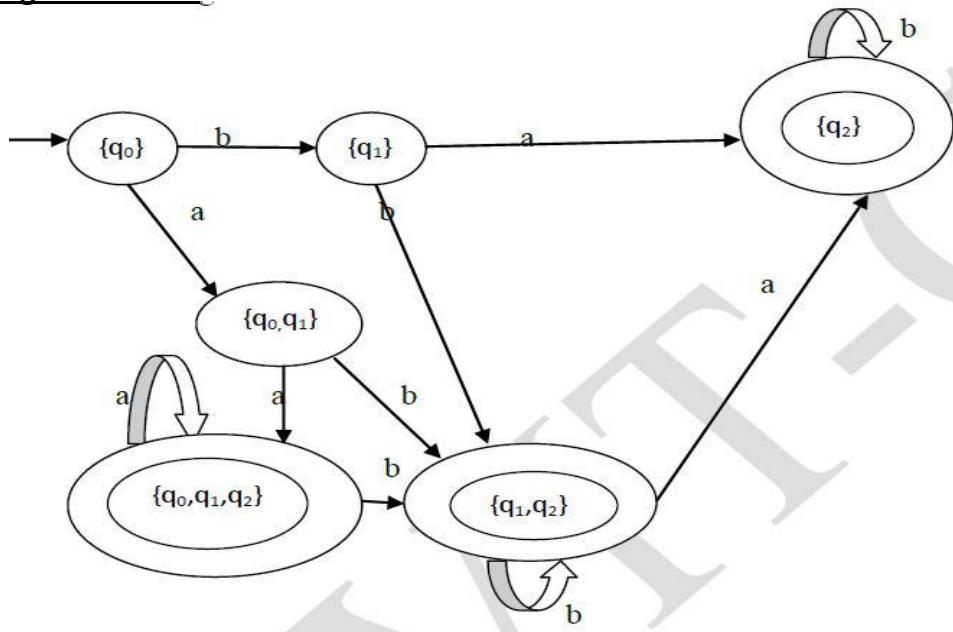 b
{q₀} b {q₁} a {q₂}
a b
a
{q₀,q₁}
a a b
b
{q₀,q₁,q₂} {q₁,q₂}
b